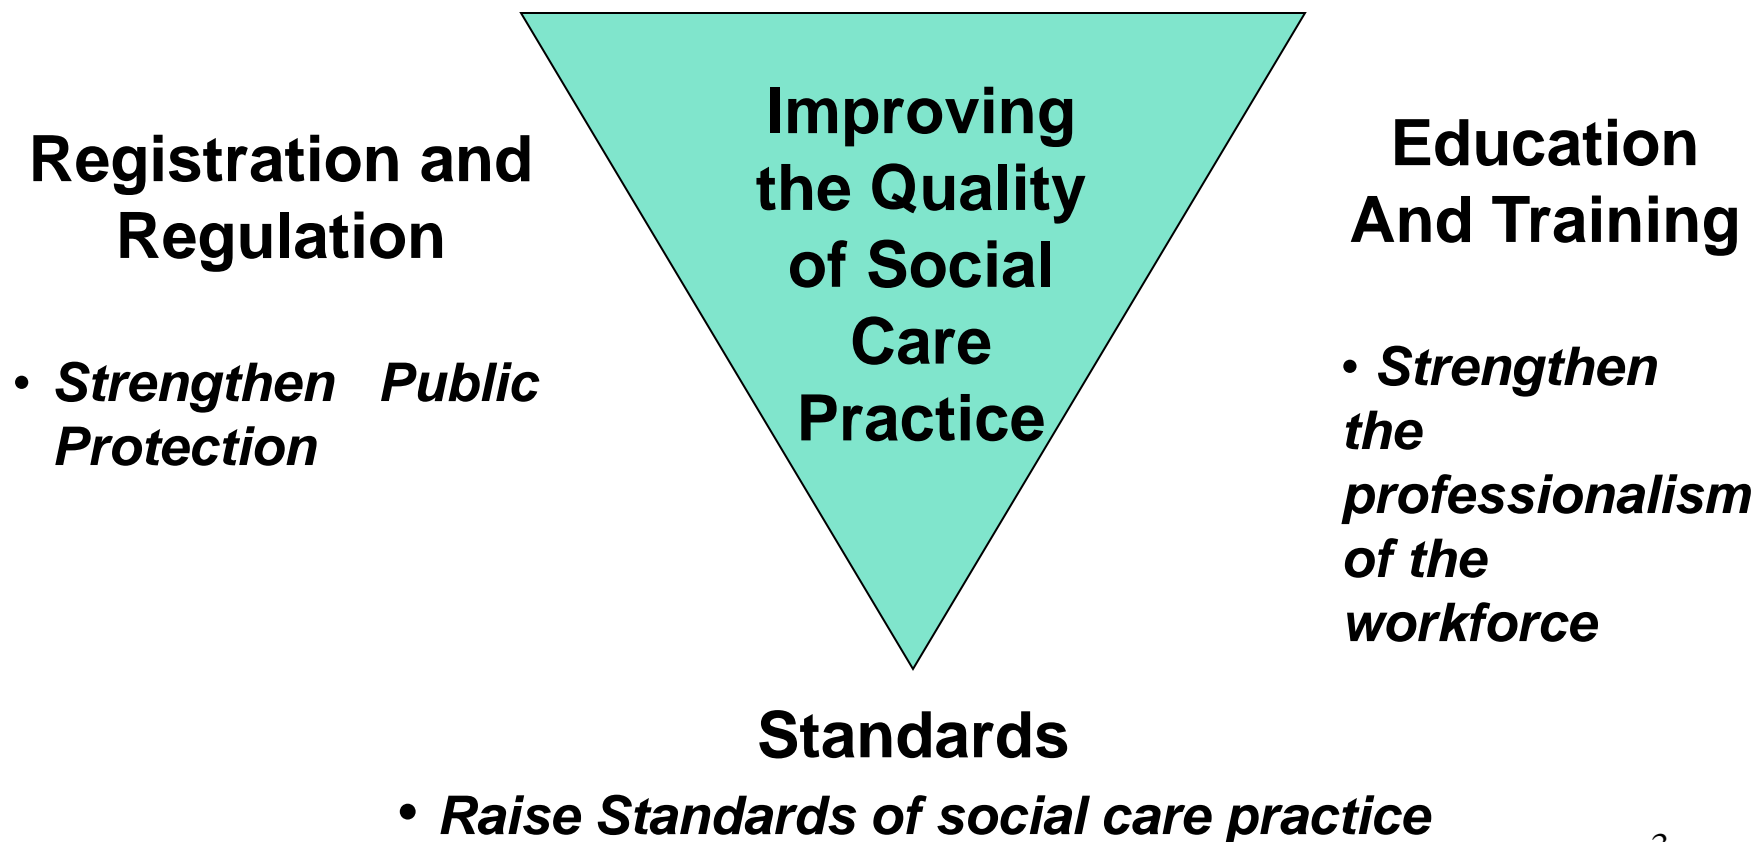 Registration and
Regulation
• Strengthen Public
Protection
Improving
the Quality
of Social
Care
Practice
Education
And Training
• Strengthen
the
professionalism
of the
workforce
Standards
• Raise Standards of social care practice